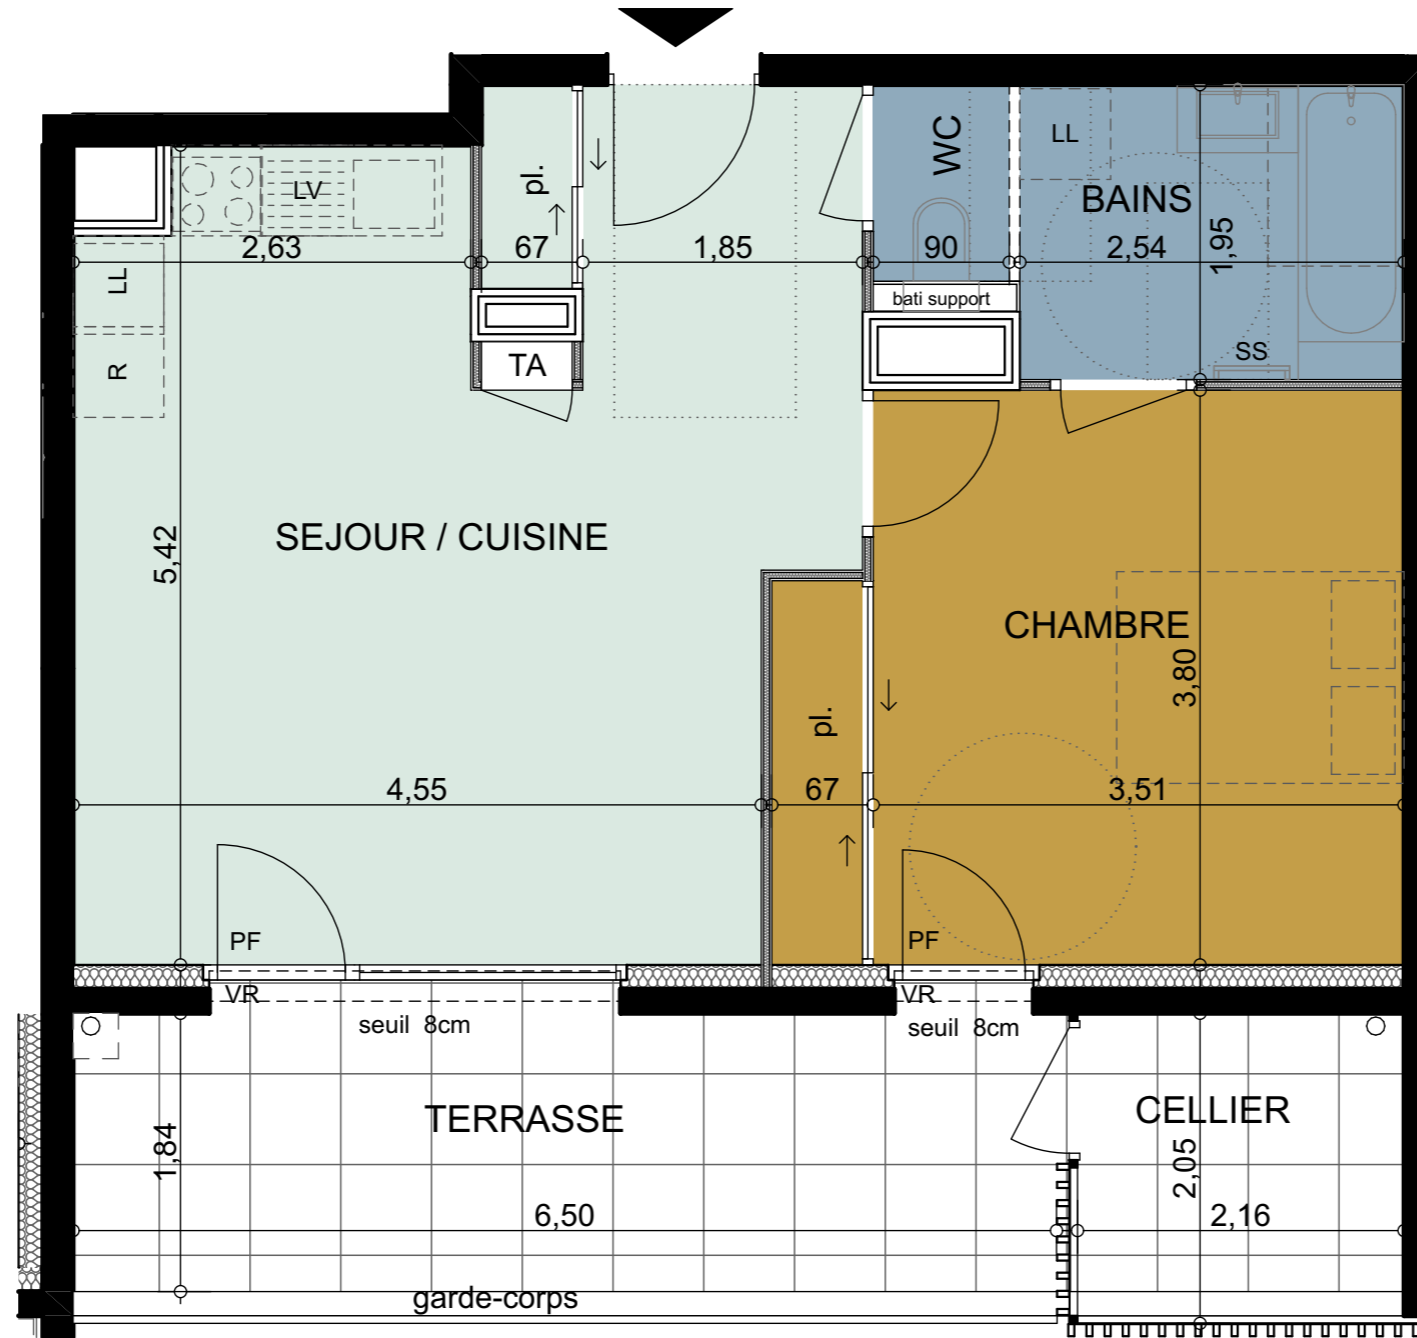 WC
LL
LV
pl.
BAINS
2,63
67
1,85
90
2,54
1,95
LL
bati support
SS
TA
R
5,42
SEJOUR / CUISINE
CHAMBRE
3,80
pl.
4,55
67
3,51
PF
PF
VR
VR
seuil 8cm
seuil 8cm
TERRASSE
CELLIER
1,84
2,05
6,50
2,16
garde-corps